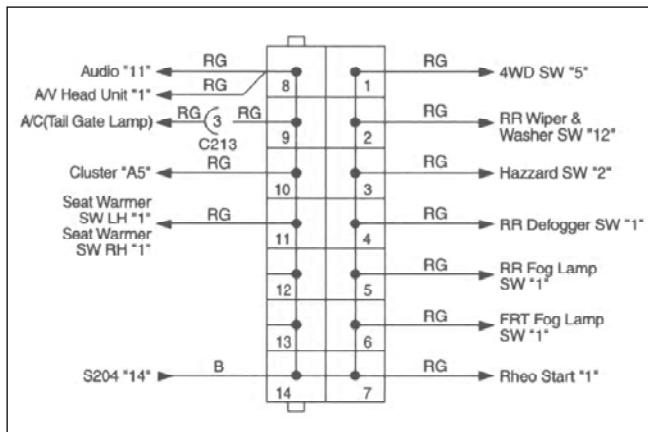 Audio "11"
RG
8
1
RG
4WD SW "5"
A/V Head Unit "1"
RG
A/C(Tail Gate Lamp)
RG
3
RG
C213
9
2
RG
RR Wiper &
Washer SW "12"
Cluster "A5"
RG
10
3
RG
Hazzard SW "2"
Seat Warmer
SW LH "1"
Seat Warmer
SW RH "1"
RG
11
4
RG
RR Defogger SW "1"
12
5
RG
RR Fog Lamp
SW "1"
13
6
RG
FRT Fog Lamp
SW "1"
S204 "14"
B
14
7
RG
Rheo Start "1"